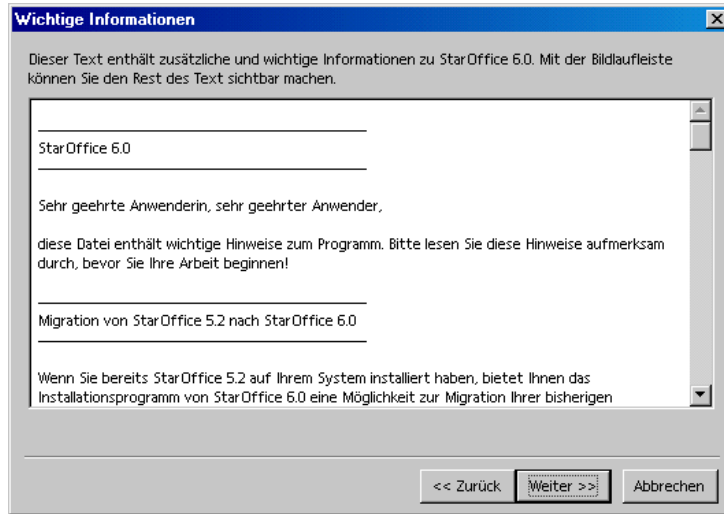 Wichtige Informationen
Dieser Text enthält zusätzliche und wichtige Informationen zu StarOffice 6.0. Mit der Bildlaufleiste
können Sie den Rest des Text sichtbar machen.
StarOffice 6.0
Sehr geehrte Anwenderin, sehr geehrter Anwender,
diese Datei enthält wichtige Hinweise zum Programm. Bitte lesen Sie diese Hinweise aufmerksam
durch, bevor Sie Ihre Arbeit beginnen!
Migration von StarOffice 5.2 nach StarOffice 6.0
Wenn Sie bereits StarOffice 5.2 auf Ihrem System installiert haben, bietet Ihnen das
Installationsprogramm von StarOffice 6.0 eine Möglichkeit zur Migration Ihrer bisherigen
<< Zurück Weiter >> Abbrechen